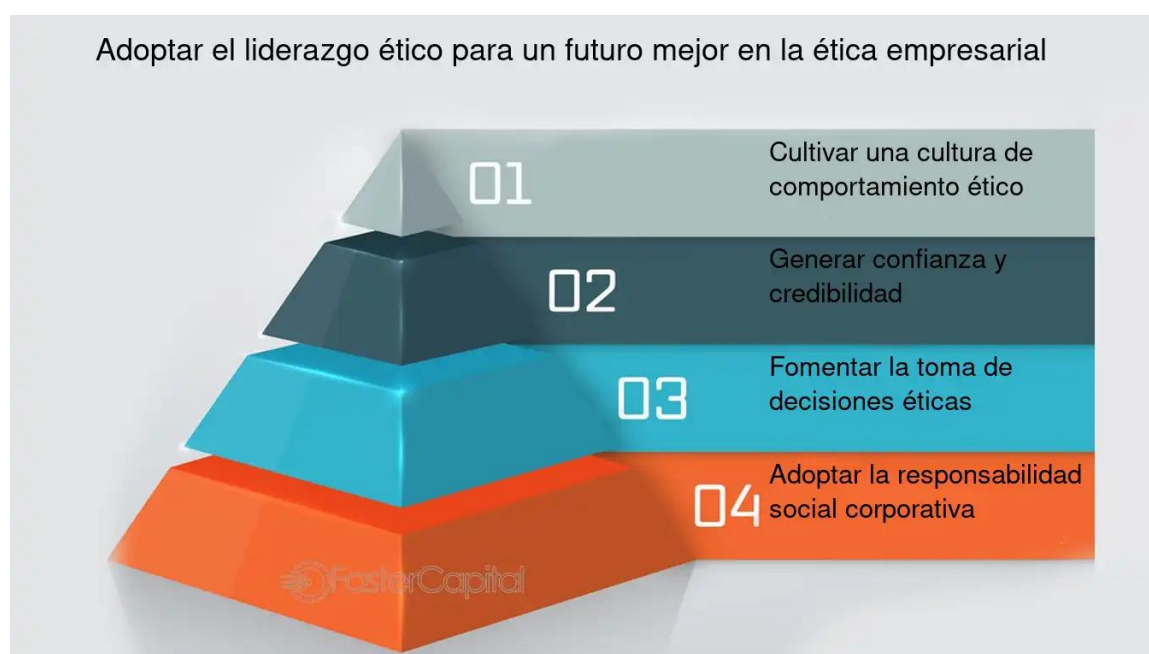 Adoptar el liderazgo ético para un futuro mejor en la ética empresarial
01
Cultivar una cultura de
comportamiento ético
02
Generar confianza y
credibilidad
03
Fomentar la toma de
decisiones éticas
04
Adoptar la responsabilidad
social corporativa
FasterCapital